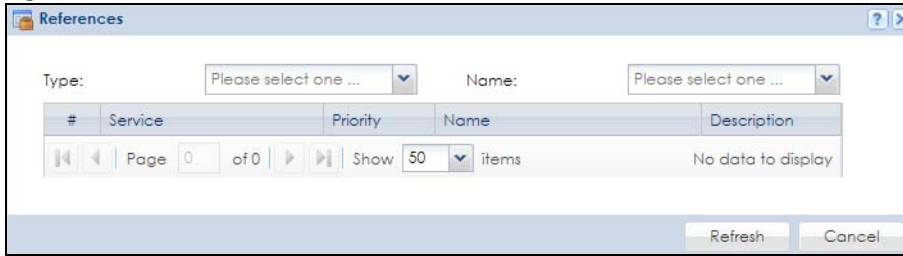 References ?
Type: Please select one ... Name: Please select one ...
# Service Priority Name Description
Page 0 of 0 Show 50 items No data to display
Refresh Cancel